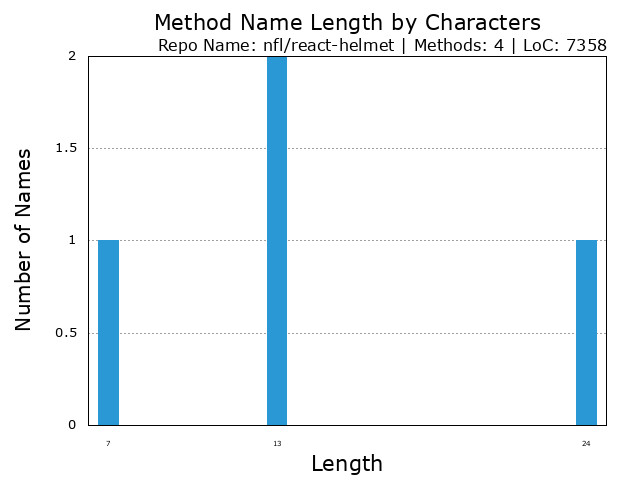 Method Name Length by Characters
Repo Name: nfl/react-helmet | Methods: 4 | LoC: 7358
2
1.5
1
0.5
0
Number of Names
7 13 24
Length